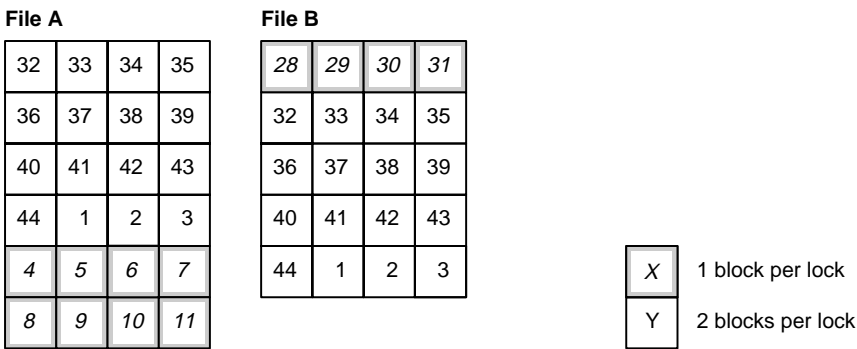 File A File B
32 33 34 35 28 29 30 31
36 37 38 39 32 33 34 35
40 41 42 43 36 37 38 39
44 1 2 3 40 41 42 43
4 5 6 7 44 1 2 3 X 1 block per lock
8 9 10 11 Y 2 blocks per lock